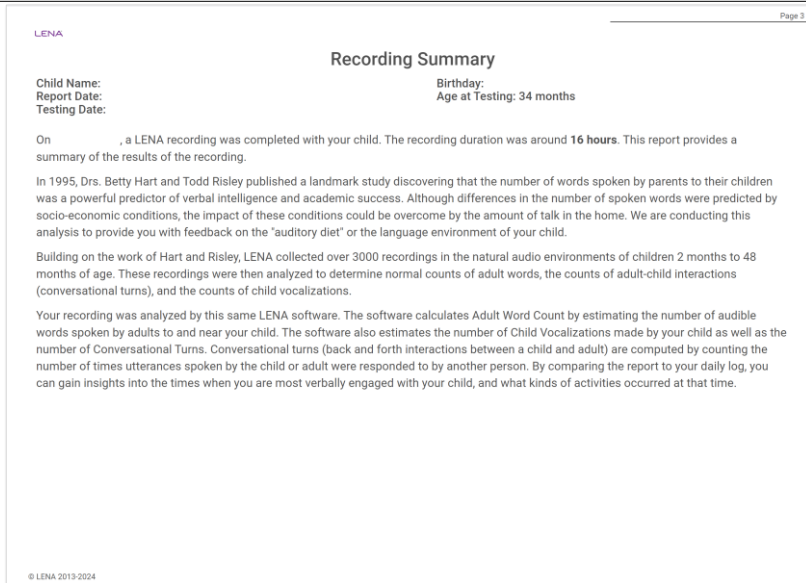 Page 3
LENA
Recording Summary
Child Name:
Birthday:
Report Date:
Age at Testing: 34 months
Testing Date:
On , a LENA recording was completed with your child. The recording duration was around 16 hours. This report provides a
summary of the results of the recording.
In 1995, Drs. Betty Hart and Todd Risley published a landmark study discovering that the number of words spoken by parents to their children
was a powerful predictor of verbal intelligence and academic success. Although differences in the number of spoken words were predicted by
socio-economic conditions, the impact of these conditions could be overcome by the amount of talk in the home. We are conducting this
analysis to provide you with feedback on the "auditory diet" or the language environment of your child.
Building on the work of Hart and Risley, LENA collected over 3000 recordings in the natural audio environments of children 2 months to 48
months of age. These recordings were then analyzed to determine normal counts of adult words, the counts of adult-child interactions
(conversational turns), and the counts of child vocalizations.
Your recording was analyzed by this same LENA software. The software calculates Adult Word Count by estimating the number of audible
words spoken by adults to and near your child. The software also estimates the number of Child Vocalizations made by your child as well as the
number of Conversational Turns. Conversational turns (back and forth interactions between a child and adult) are computed by counting the
number of times utterances spoken by the child or adult were responded to by another person. By comparing the report to your daily log, you
can gain insights into the times when you are most verbally engaged with your child, and what kinds of activities occurred at that time.
© LENA 2013-2024